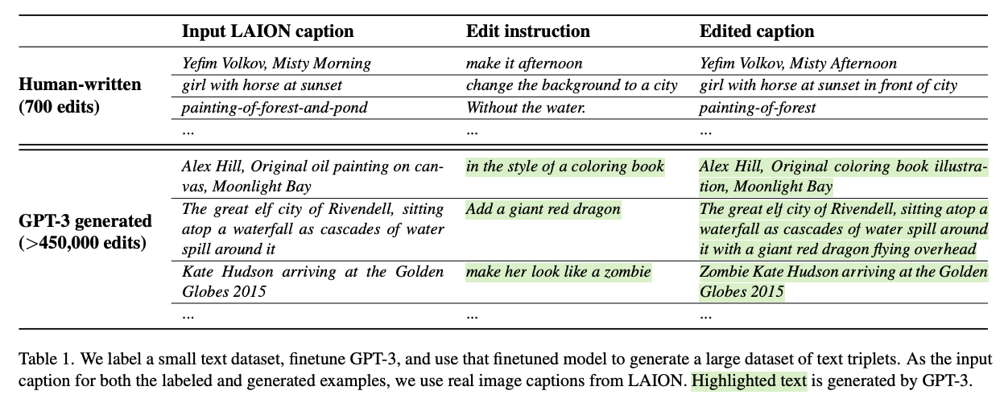 Input LAION caption Edit instruction Edited caption
Human-written
(700 edits)
Yefim Volkov, Misty Morning make it afternoon Yefim Volkov, Misty Afternoon
girl with horse at sunset change the background to a city girl with horse at sunset in front of city
painting-of-forest-and-pond Without the water. painting-of-forest
... ... ...
GPT-3 generated
(>450,000 edits)
Alex Hill, Original oil painting on can-
vas, Moonlight Bay
in the style of a coloring book
Alex Hill, Original coloring book illustra-
tion, Moonlight Bay
The great elf city of Rivendell, sitting
atop a waterfall as cascades of water
spill around it
Add a giant red dragon
The great elf city of Rivendell, sitting atop a
waterfall as cascades of water spill around
it with a giant red dragon flying overhead
Kate Hudson arriving at the Golden
Globes 2015
make her look like a zombie
Zombie Kate Hudson arriving at the Golden
Globes 2015
... ... ...
Table 1. We label a small text dataset, finetune GPT-3, and use that finetuned model to generate a large dataset of text triplets. As the input
caption for both the labeled and generated examples, we use real image captions from LAION. Highlighted text is generated by GPT-3.